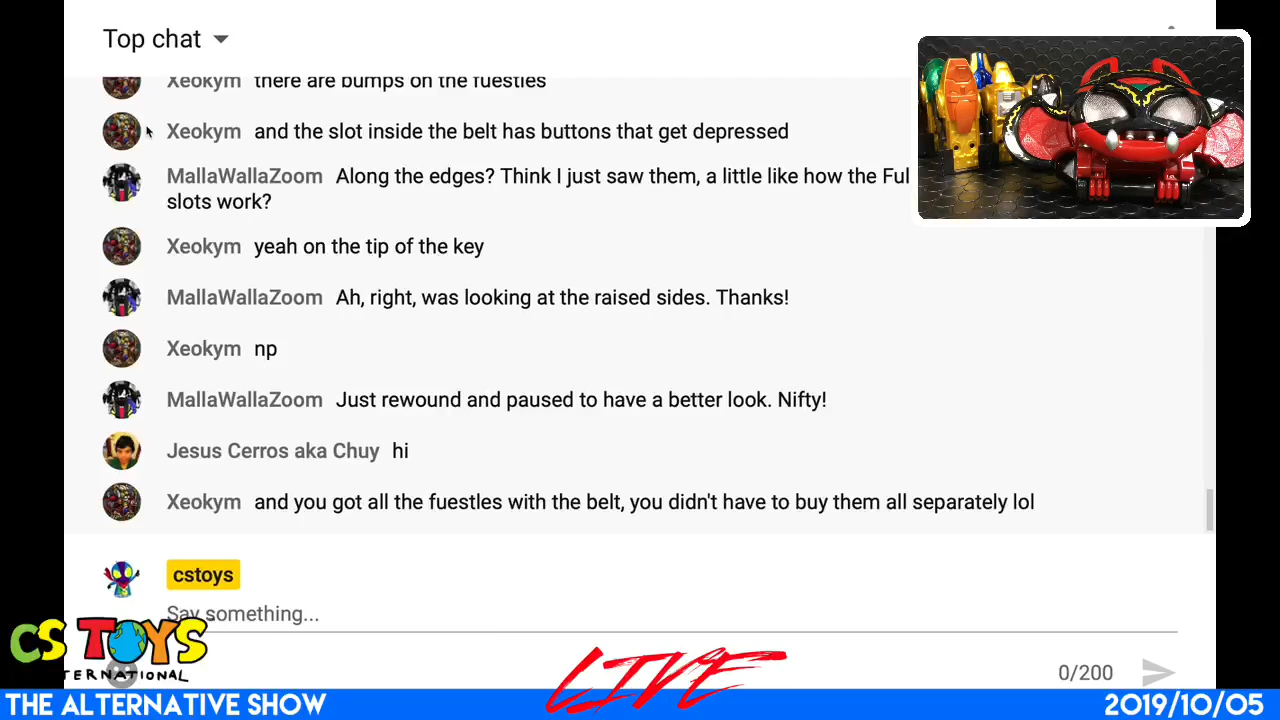 Top chat
Xeokym there are bumps on the fuestles
Xeokym and the slot inside the belt has buttons that get depressed
MallaWallaZoom Along the edges? Think I just saw them, a little like how the Ful
slots work?
Xeokym yeah on the tip of the key
MallaWallaZoom Ah, right, was looking at the raised sides. Thanks!
Xeokym np
MallaWallaZoom Just rewound and paused to have a better look. Nifty!
Jesus Cerros aka Chuy hi
Xeokym and you got all the fuestles with the belt, you didn't have to buy them all separately lol
cstoys
Say something...
CS TOYS
TERNATIONAL
LIVE
0/200
THE ALTERNATIVE SHOW
2019/10/05